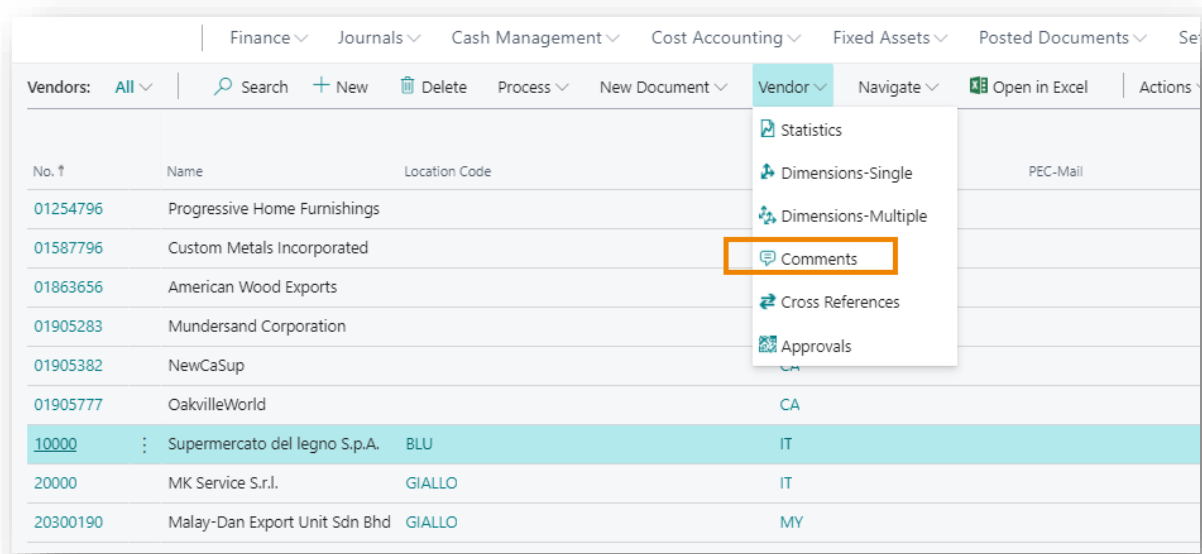 Finance Journals Cash Management Cost Accounting Fixed Assets Posted Documents Se
Vendors: All Search New Delete Process New Document Vendor Navigate Open in Excel Actions
Statistics
No. ↑ Name Location Code Dimensions-Single PEC-Mail
01254796 Progressive Home Furnishings Dimensions-Multiple
01587796 Custom Metals Incorporated Comments
01863656 American Wood Exports Cross References
01905283 Mundersand Corporation Approvals
01905382 NewCaSup CA
01905777 OakvilleWorld CA
10000 Supermercato del legno S.p.A. BLU IT
20000 MK Service S.r.l. GIALLO IT
20300190 Malay-Dan Export Unit Sdn Bhd GIALLO MY